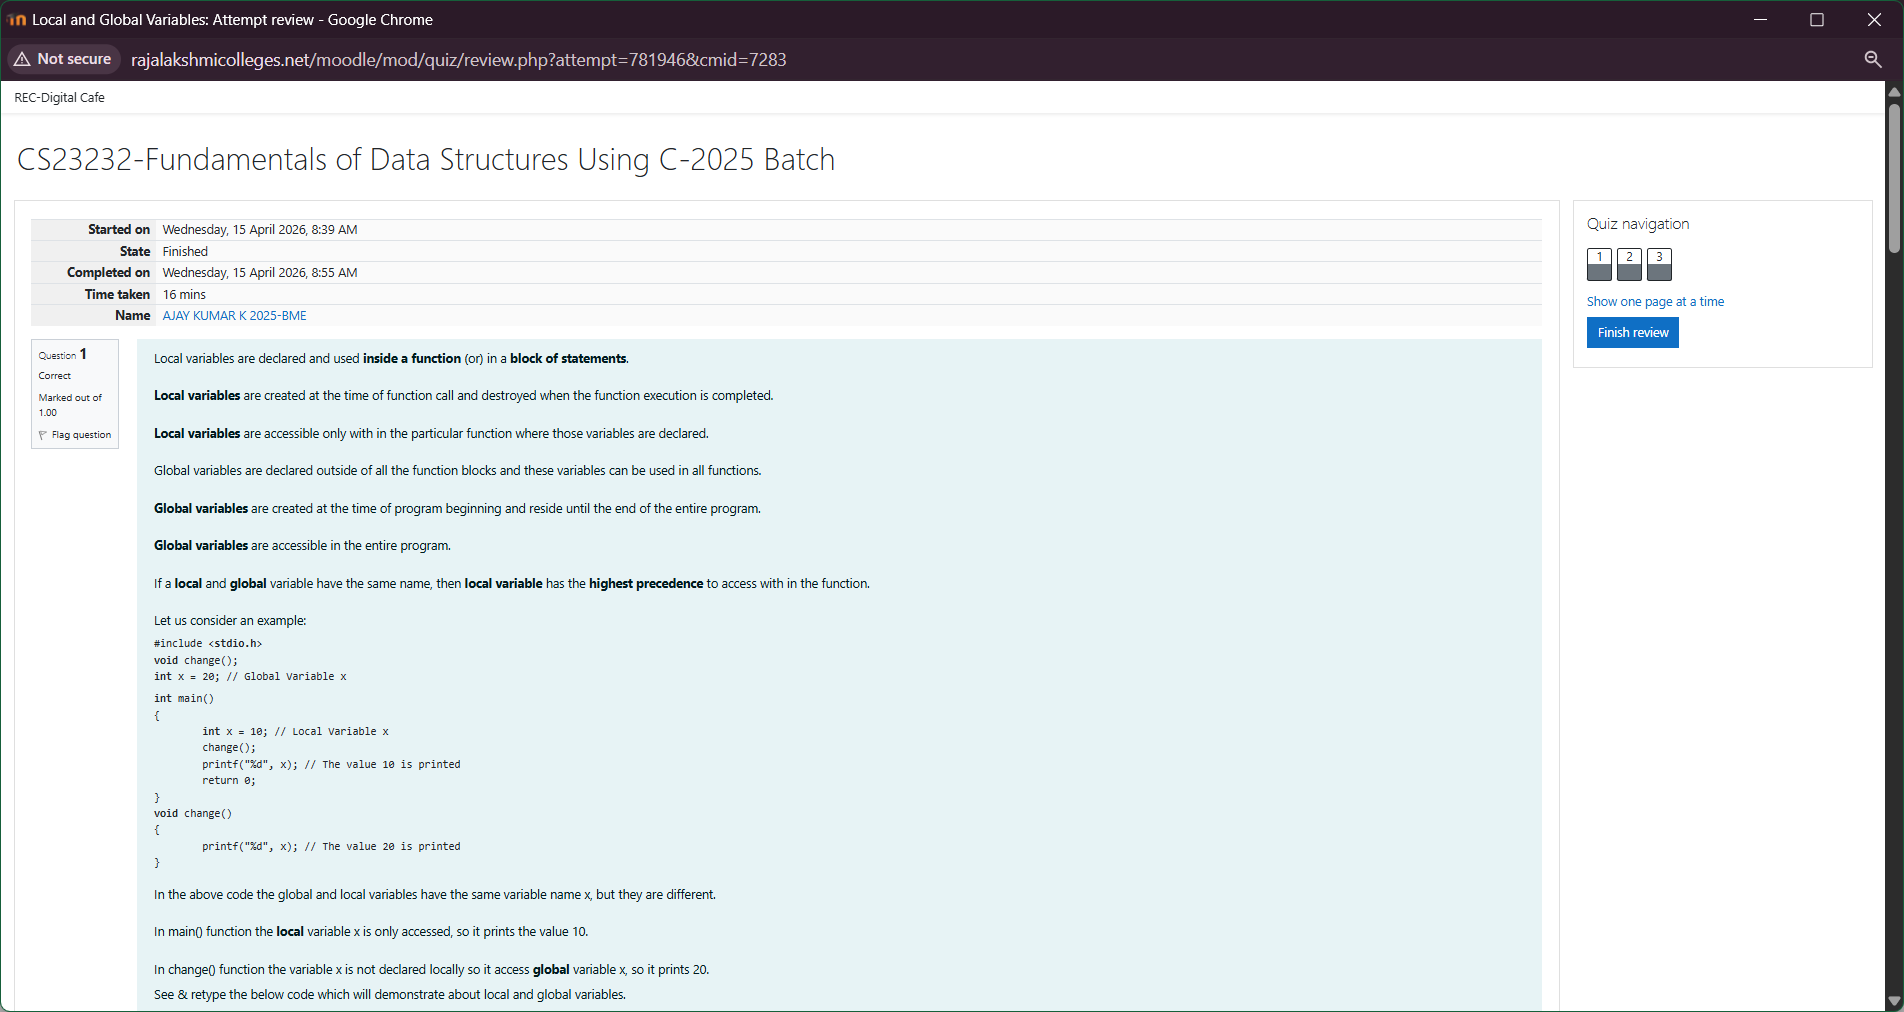 Local and Global Variables: Attempt review - Google Chrome
Not secure
rajalakshmicolleges.net/moodle/mod/quiz/review.php?attempt=781946&cmid=7283
REC-Digital Cafe
CS23232-Fundamentals of Data Structures Using C-2025 Batch
Started on Wednesday, 15 April 2026, 8:39 AM
State Finished
Completed on Wednesday, 15 April 2026, 8:55 AM
Time taken 16 mins
Name AJAY KUMAR K 2025-BME
Question 1
Correct
Marked out of
1.00
Flag question
Local variables are declared and used inside a function (or) in a block of statements.
Local variables are created at the time of function call and destroyed when the function execution is completed.
Local variables are accessible only with in the particular function where those variables are declared.
Global variables are declared outside of all the function blocks and these variables can be used in all functions.
Global variables are created at the time of program beginning and reside until the end of the entire program.
Global variables are accessible in the entire program.
If a local and global variable have the same name, then local variable has the highest precedence to access with in the function.
Let us consider an example:
#include <stdio.h>
void change();
int x = 20; // Global Variable x
int main()
{
int x = 10; // Local Variable x
change();
printf("%d", x); // The value 10 is printed
return 0;
}
void change()
{
printf("%d", x); // The value 20 is printed
}
In the above code the global and local variables have the same variable name x, but they are different.
In main() function the local variable x is only accessed, so it prints the value 10.
In change() function the variable x is not declared locally so it access global variable x, so it prints 20.
See & retype the below code which will demonstrate about local and global variables.
Quiz navigation
1 2 3
Show one page at a time
Finish review